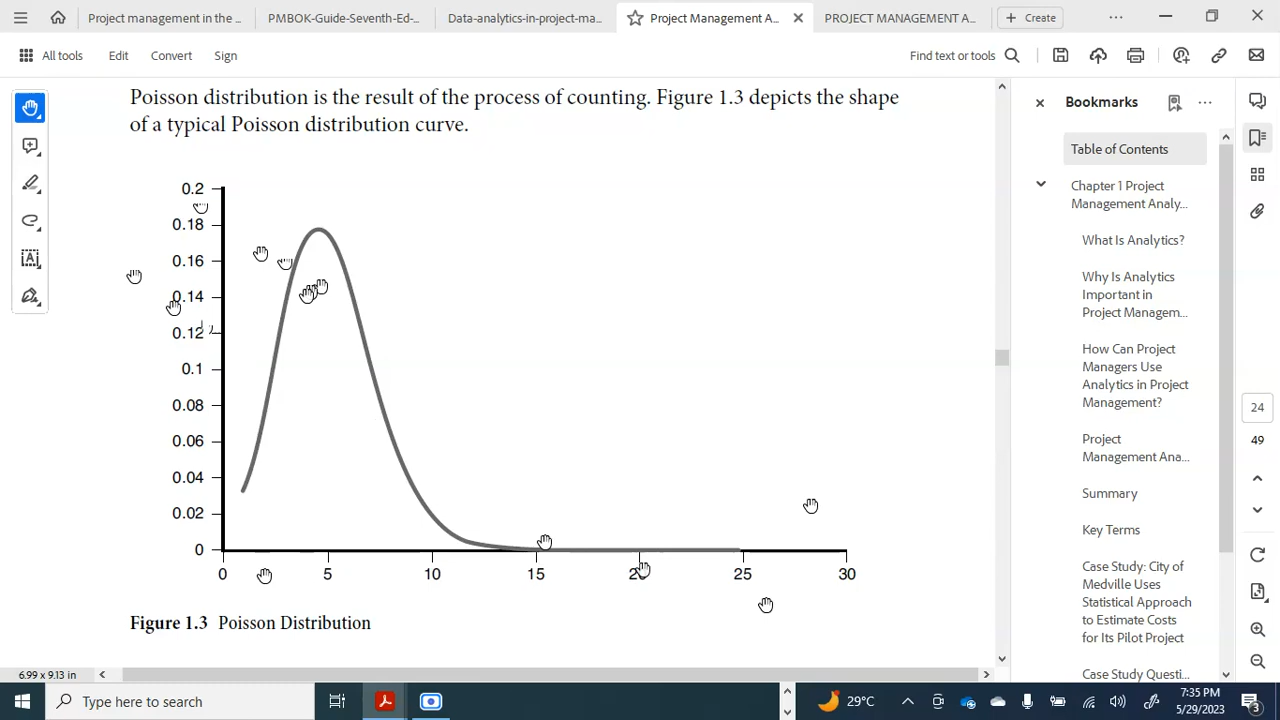 Project management in the ...
PMBOK-Guide-Seventh-Ed-...
Data-analytics-in-project-ma...
Project Management A...
PROJECT MANAGEMENT A...
Create
All tools
Edit
Convert
Sign
Find text or tools
Poisson distribution is the result of the process of counting. Figure 1.3 depicts the shape
of a typical Poisson distribution curve.
0.2
0.18
0.16
0.14
0.12
0.1
0.08
0.06
0.04
0.02
0
0 5 10 15 20 25 30
Figure 1.3 Poisson Distribution
6.99 x 9.13 in
Bookmarks
Table of Contents
Chapter 1 Project
Management Analy...
What Is Analytics?
Why Is Analytics
Important in
Project Managem...
How Can Project
Managers Use
Analytics in Project
Management?
Project
Management Ana...
Summary
Key Terms
Case Study: City of
Medville Uses
Statistical Approach
to Estimate Costs
for Its Pilot Project
Case Study Questi...
24
49
Type here to search
29°C
7:35 PM
5/29/2023
3